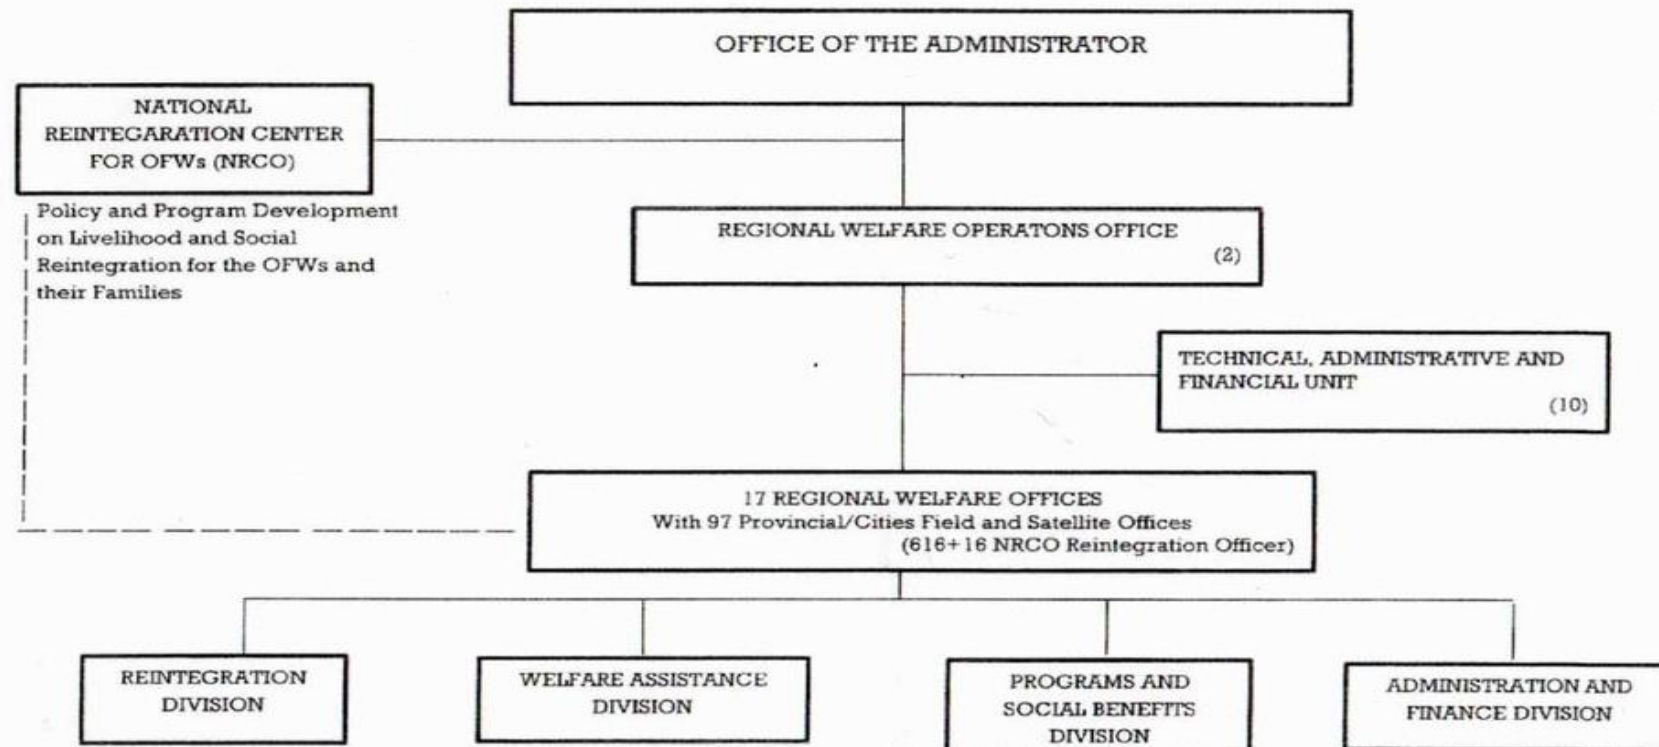 OFFICE OF THE ADMINISTRATOR
NATIONAL
REINTEGARATION CENTER
FOR OFWs (NRCO)
Policy and Program Development
on Livelihood and Social
Reintegration for the OFWs and
their Families
REGIONAL WELFARE OPERATONS OFFICE
(2)
TECHNICAL, ADMINISTRATIVE AND
FINANCIAL UNIT
(10)
17 REGIONAL WELFARE OFFICES
With 97 Provincial/Cities Field and Satellite Offices
(616+16 NRCO Reintegration Officer)
REINTEGRATION
DIVISION
WELFARE ASSISTANCE
DIVISION
PROGRAMS AND
SOCIAL BENEFITS
DIVISION
ADMINISTRATION AND
FINANCE DIVISION